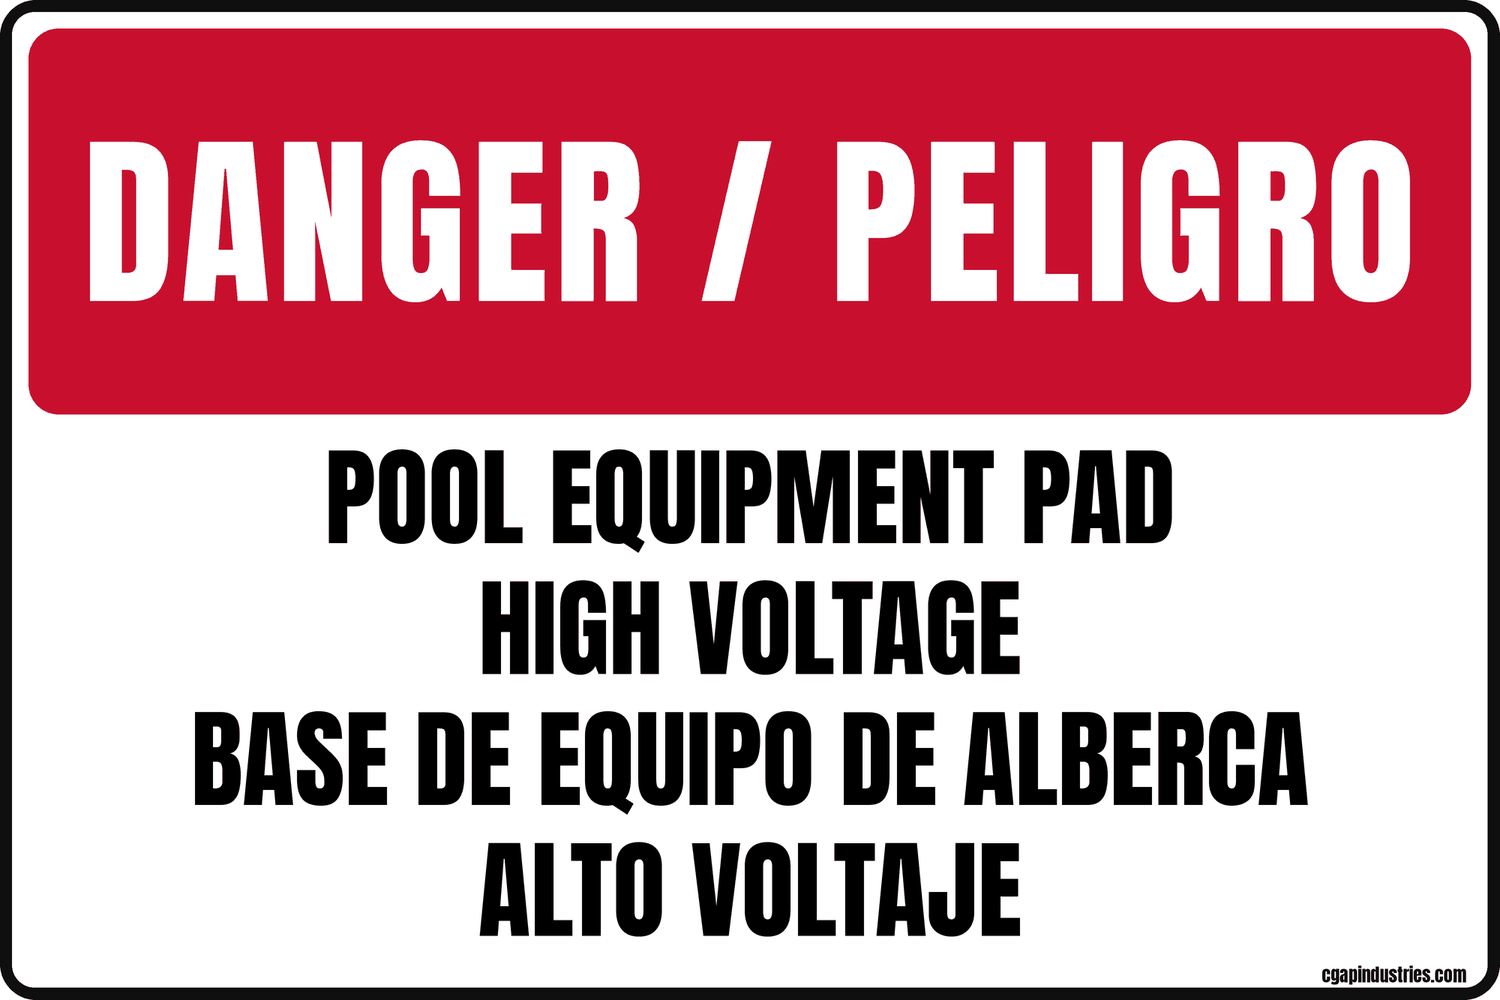 DANGER / PELIGRO
POOL EQUIPMENT PAD
HIGH VOLTAGE
BASE DE EQUIPO DE ALBERCA
ALTO VOLTAJE
cgapindustries.com